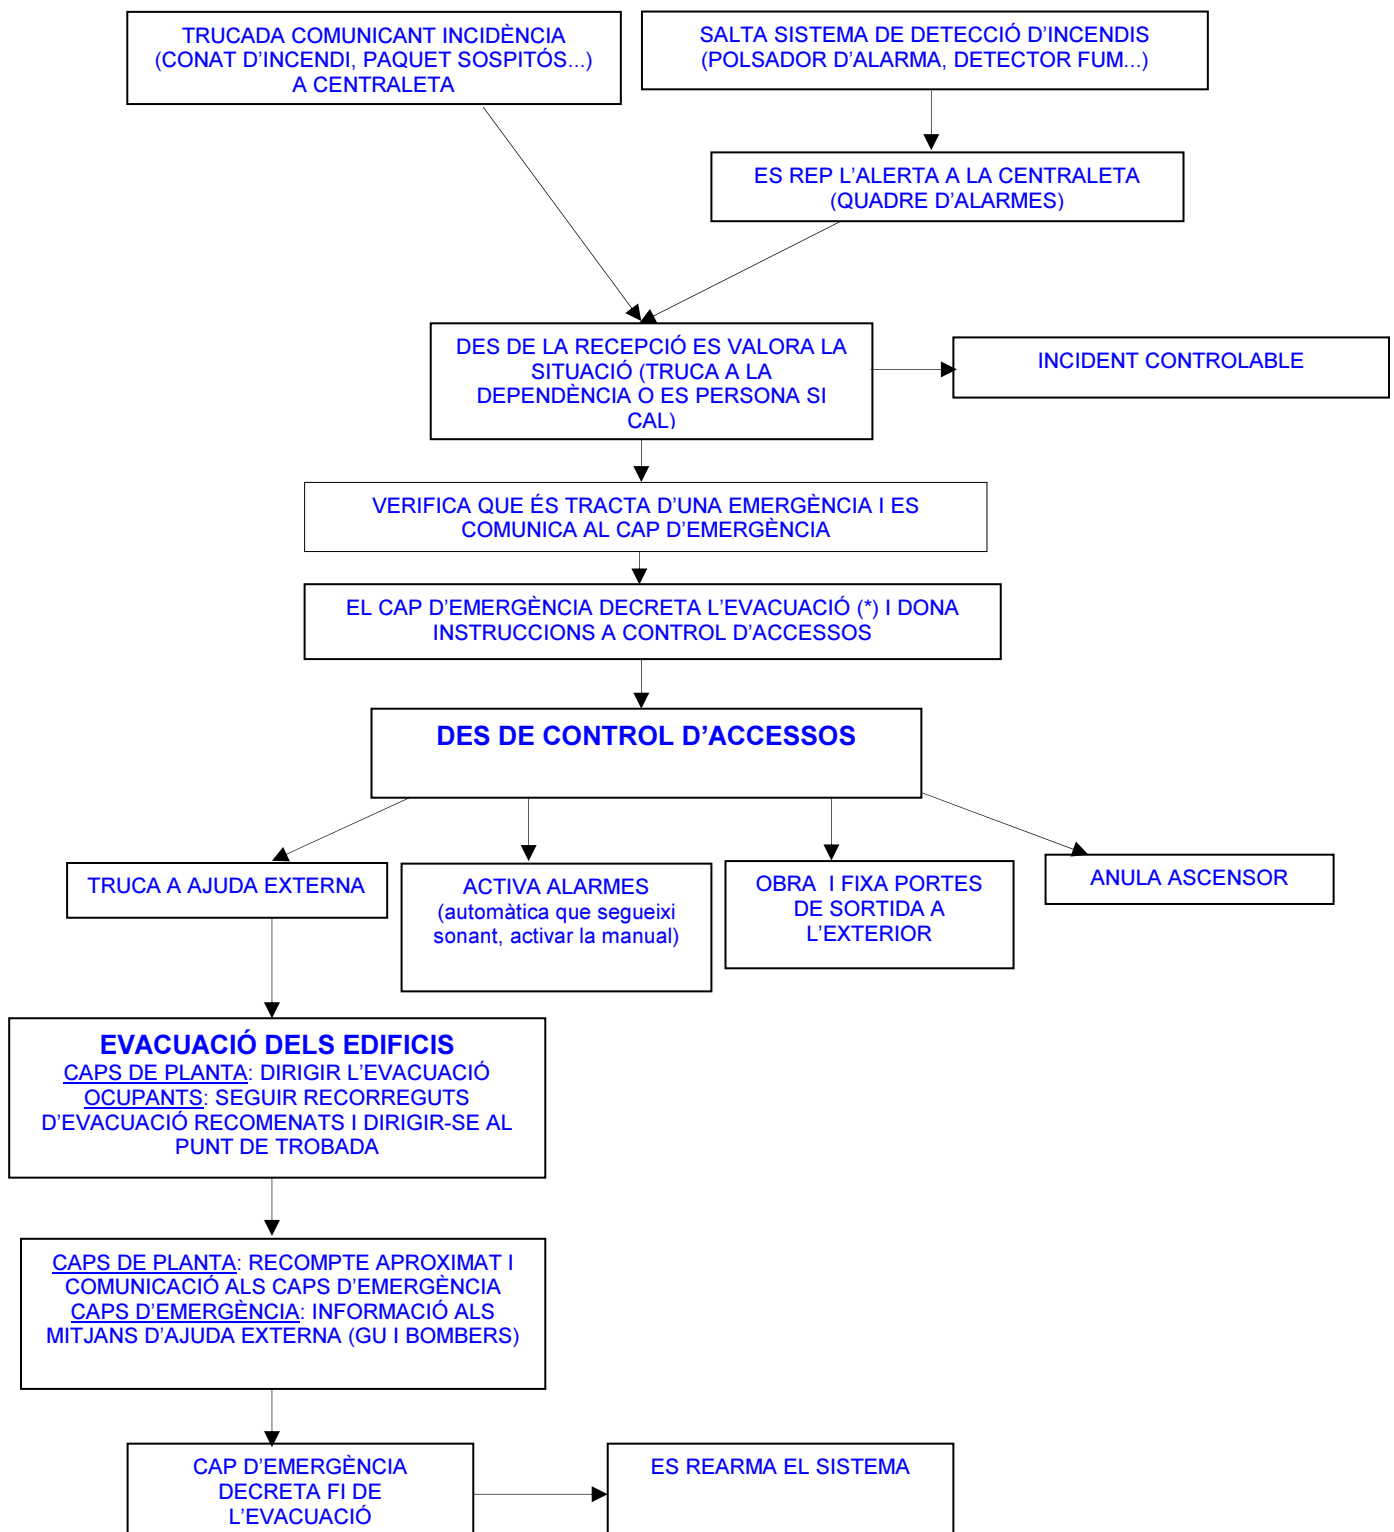 TRUCADA COMUNICANT INCIDÈNCIA
(CONAT D'INCENDI, PAQUET SOSPITÓS...)
A CENTRALETA
SALTA SISTEMA DE DETECCIÓ D'INCENDIS
(POLSADOR D'ALARMA, DETECTOR FUM...)
ES REP L'ALERTA A LA CENTRALETA
(QUADRE D'ALARMES)
DES DE LA RECEPCIÓ ES VALORA LA
SITUACIÓ (TRUCA A LA
DEPENDÈNCIA O ES PERSONA SI
CAL)
INCIDENT CONTROLABLE
VERIFICA QUE ÉS TRACTA D'UNA EMERGÈNCIA I ES
COMUNICA AL CAP D'EMERGÈNCIA
EL CAP D'EMERGÈNCIA DECRETA L'EVACUACIÓ (*) I DONA
INSTRUCCIONS A CONTROL D'ACCESSOS
DES DE CONTROL D'ACCESSOS
TRUCA A AJUDA EXTERNA
ACTIVA ALARMES
(automàtica que segueixi
sonant, activar la manual)
OBRA  I FIXA PORTES
DE SORTIDA A
L'EXTERIOR
ANULA ASCENSOR
EVACUACIÓ DELS EDIFICIS
CAPS DE PLANTA: DIRIGIR L'EVACUACIÓ
OCUPANTS: SEGUIR RECORREGUTS
D'EVACUACIÓ RECOMENATS I DIRIGIR-SE AL
PUNT DE TROBADA
CAPS DE PLANTA: RECOMPTE APROXIMAT I
COMUNICACIÓ ALS CAPS D'EMERGÈNCIA
CAPS D'EMERGÈNCIA: INFORMACIÓ ALS
MITJANS D'AJUDA EXTERNA (GU I BOMBERS)
CAP D'EMERGÈNCIA
DECRETA FI DE
L'EVACUACIÓ
ES REARMA EL SISTEMA